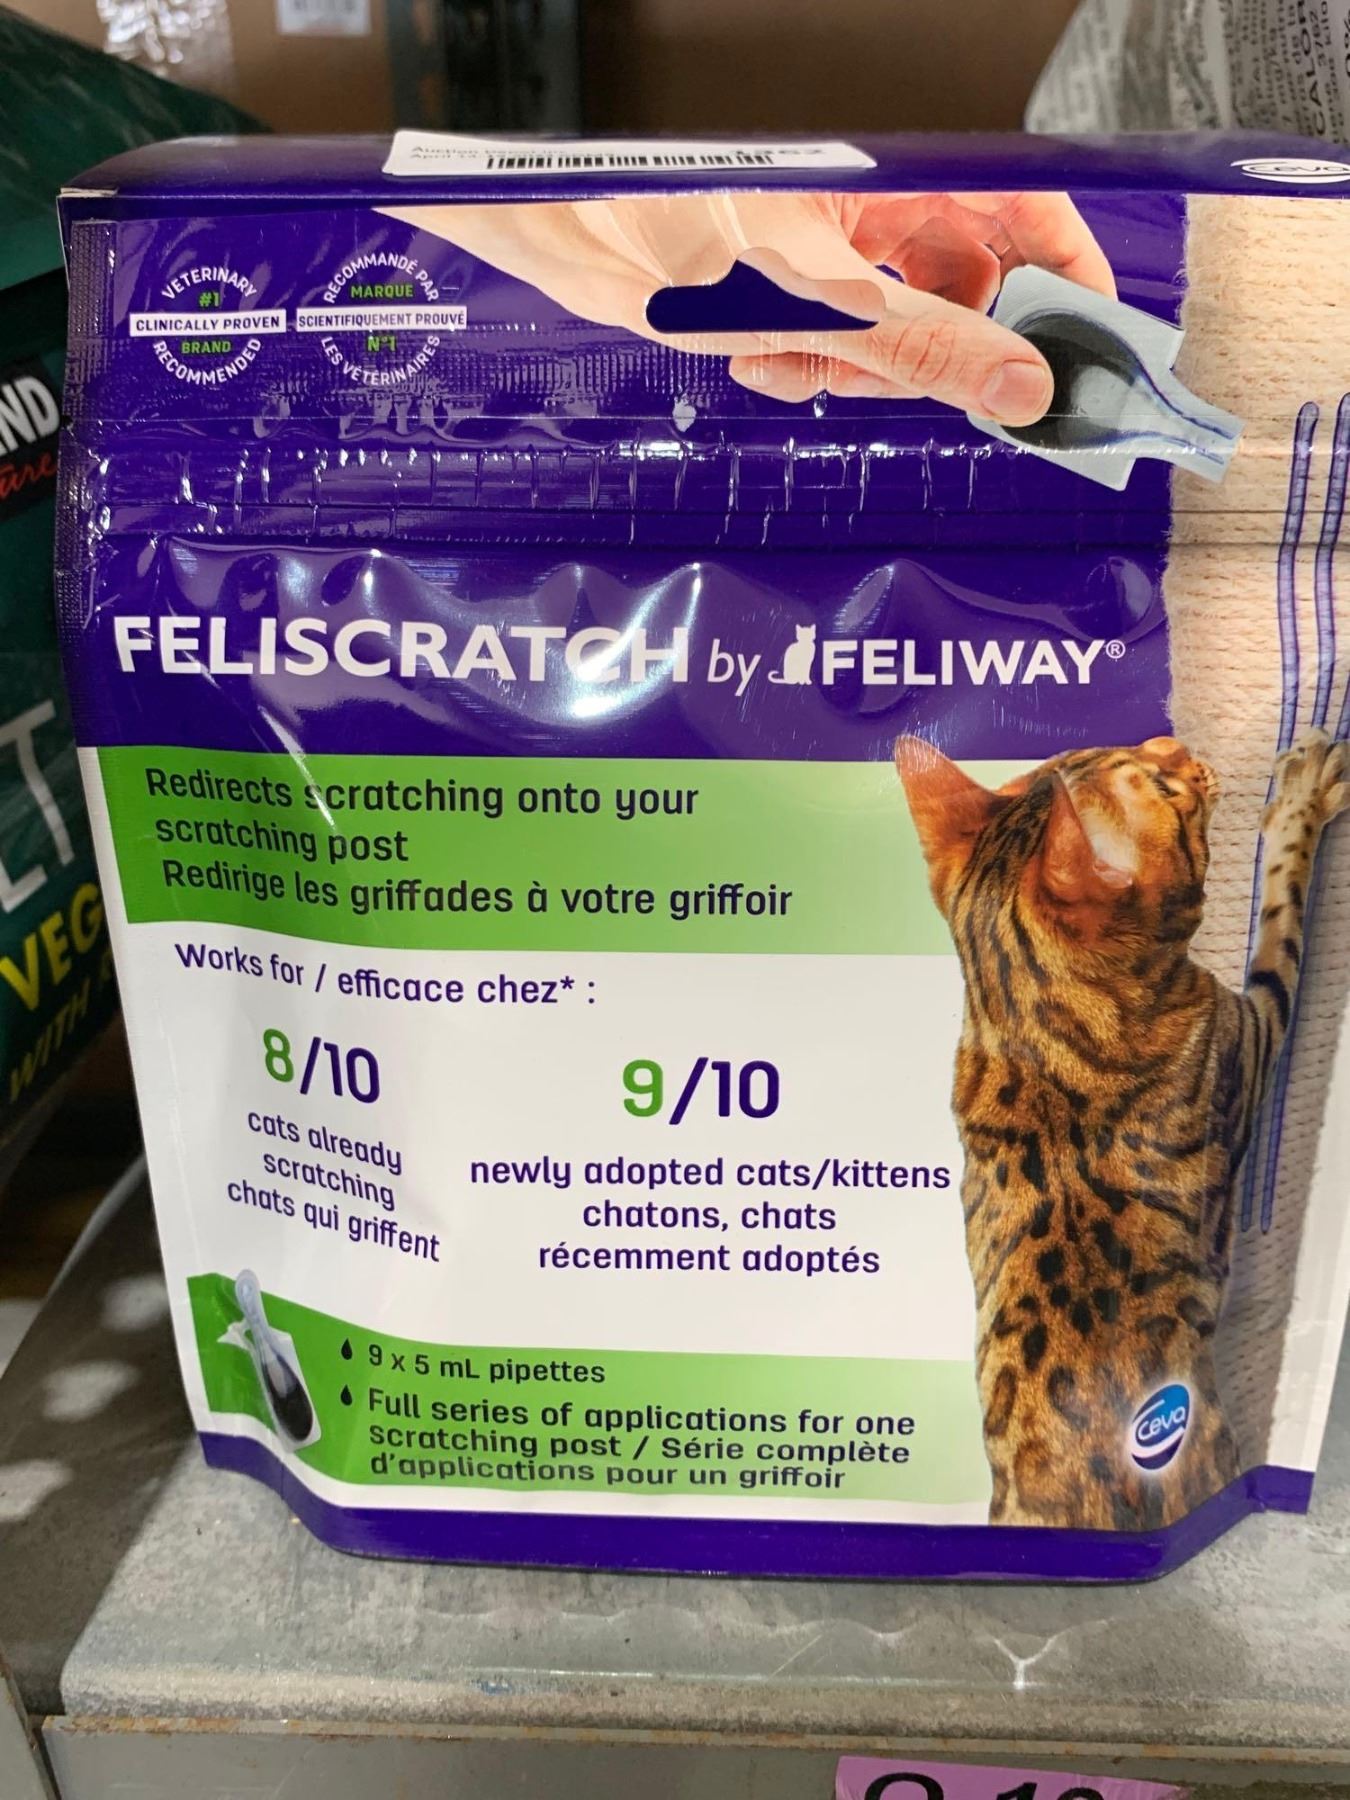 ceva
VETERINARY
#1
CLINICALLY PROVEN
BRAND
RECOMMENDED
RECOMMANDÉ PAR
MARQUE
SCIENTIFIQUEMENT PROUVÉ
N°1
LES VÉTÉRINAIRES
FELISCRATCH by FELIWAY®
Redirects scratching onto your
scratching post
Redirige les griffades à votre griffoir
Works for / efficace chez* :
8/10
cats already
scratching
chats qui griffent
9/10
newly adopted cats/kittens
chatons, chats
récemment adoptés
9 x 5 mL pipettes
Full series of applications for one
scratching post / Série complète
d'applications pour un griffoir
ceva
VEG
WITH